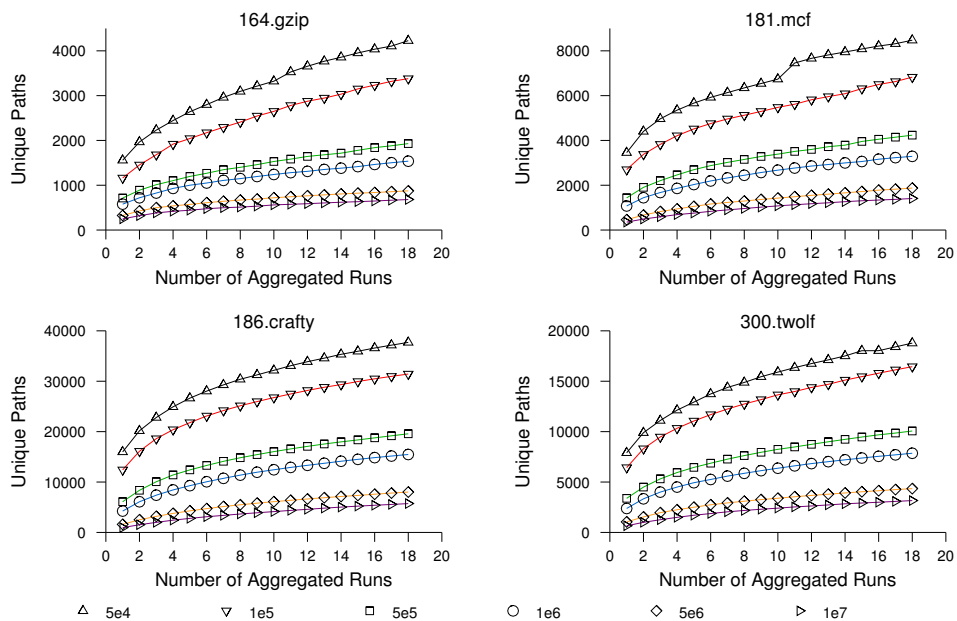 164.gzip
181.mcf
Unique Paths
4000
3000
2000
1000
0
0 2 4 6 8 10 12 14 16 18 20
Number of Aggregated Runs
Unique Paths
8000
6000
4000
2000
0
0 2 4 6 8 10 12 14 16 18 20
Number of Aggregated Runs
186.crafty
300.twolf
Unique Paths
40000
30000
20000
10000
0
0 2 4 6 8 10 12 14 16 18 20
Number of Aggregated Runs
Unique Paths
20000
15000
10000
5000
0
0 2 4 6 8 10 12 14 16 18 20
Number of Aggregated Runs
5e4 1e5 5e5 1e6 5e6 1e7